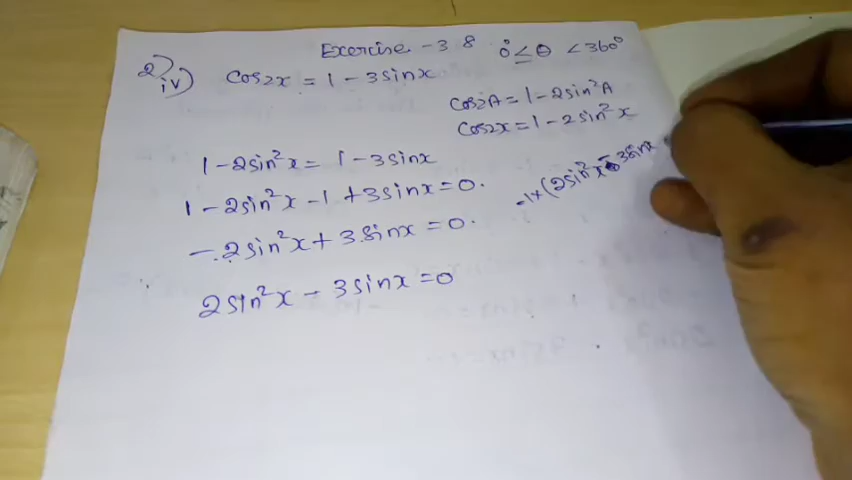 Exercise - 3.8 0° ≤ θ < 360°
2) iv) cos2x = 1 - 3sinx
cos2A = 1 - 2sin²A
cos2x = 1 - 2sin²x
1 - 2sin²x = 1 - 3sinx
1 - 2sin²x - 1 + 3sinx = 0.
-1x (2sin²x - 3sinx
- 2sin²x + 3sinx = 0.
2sin²x - 3sinx = 0